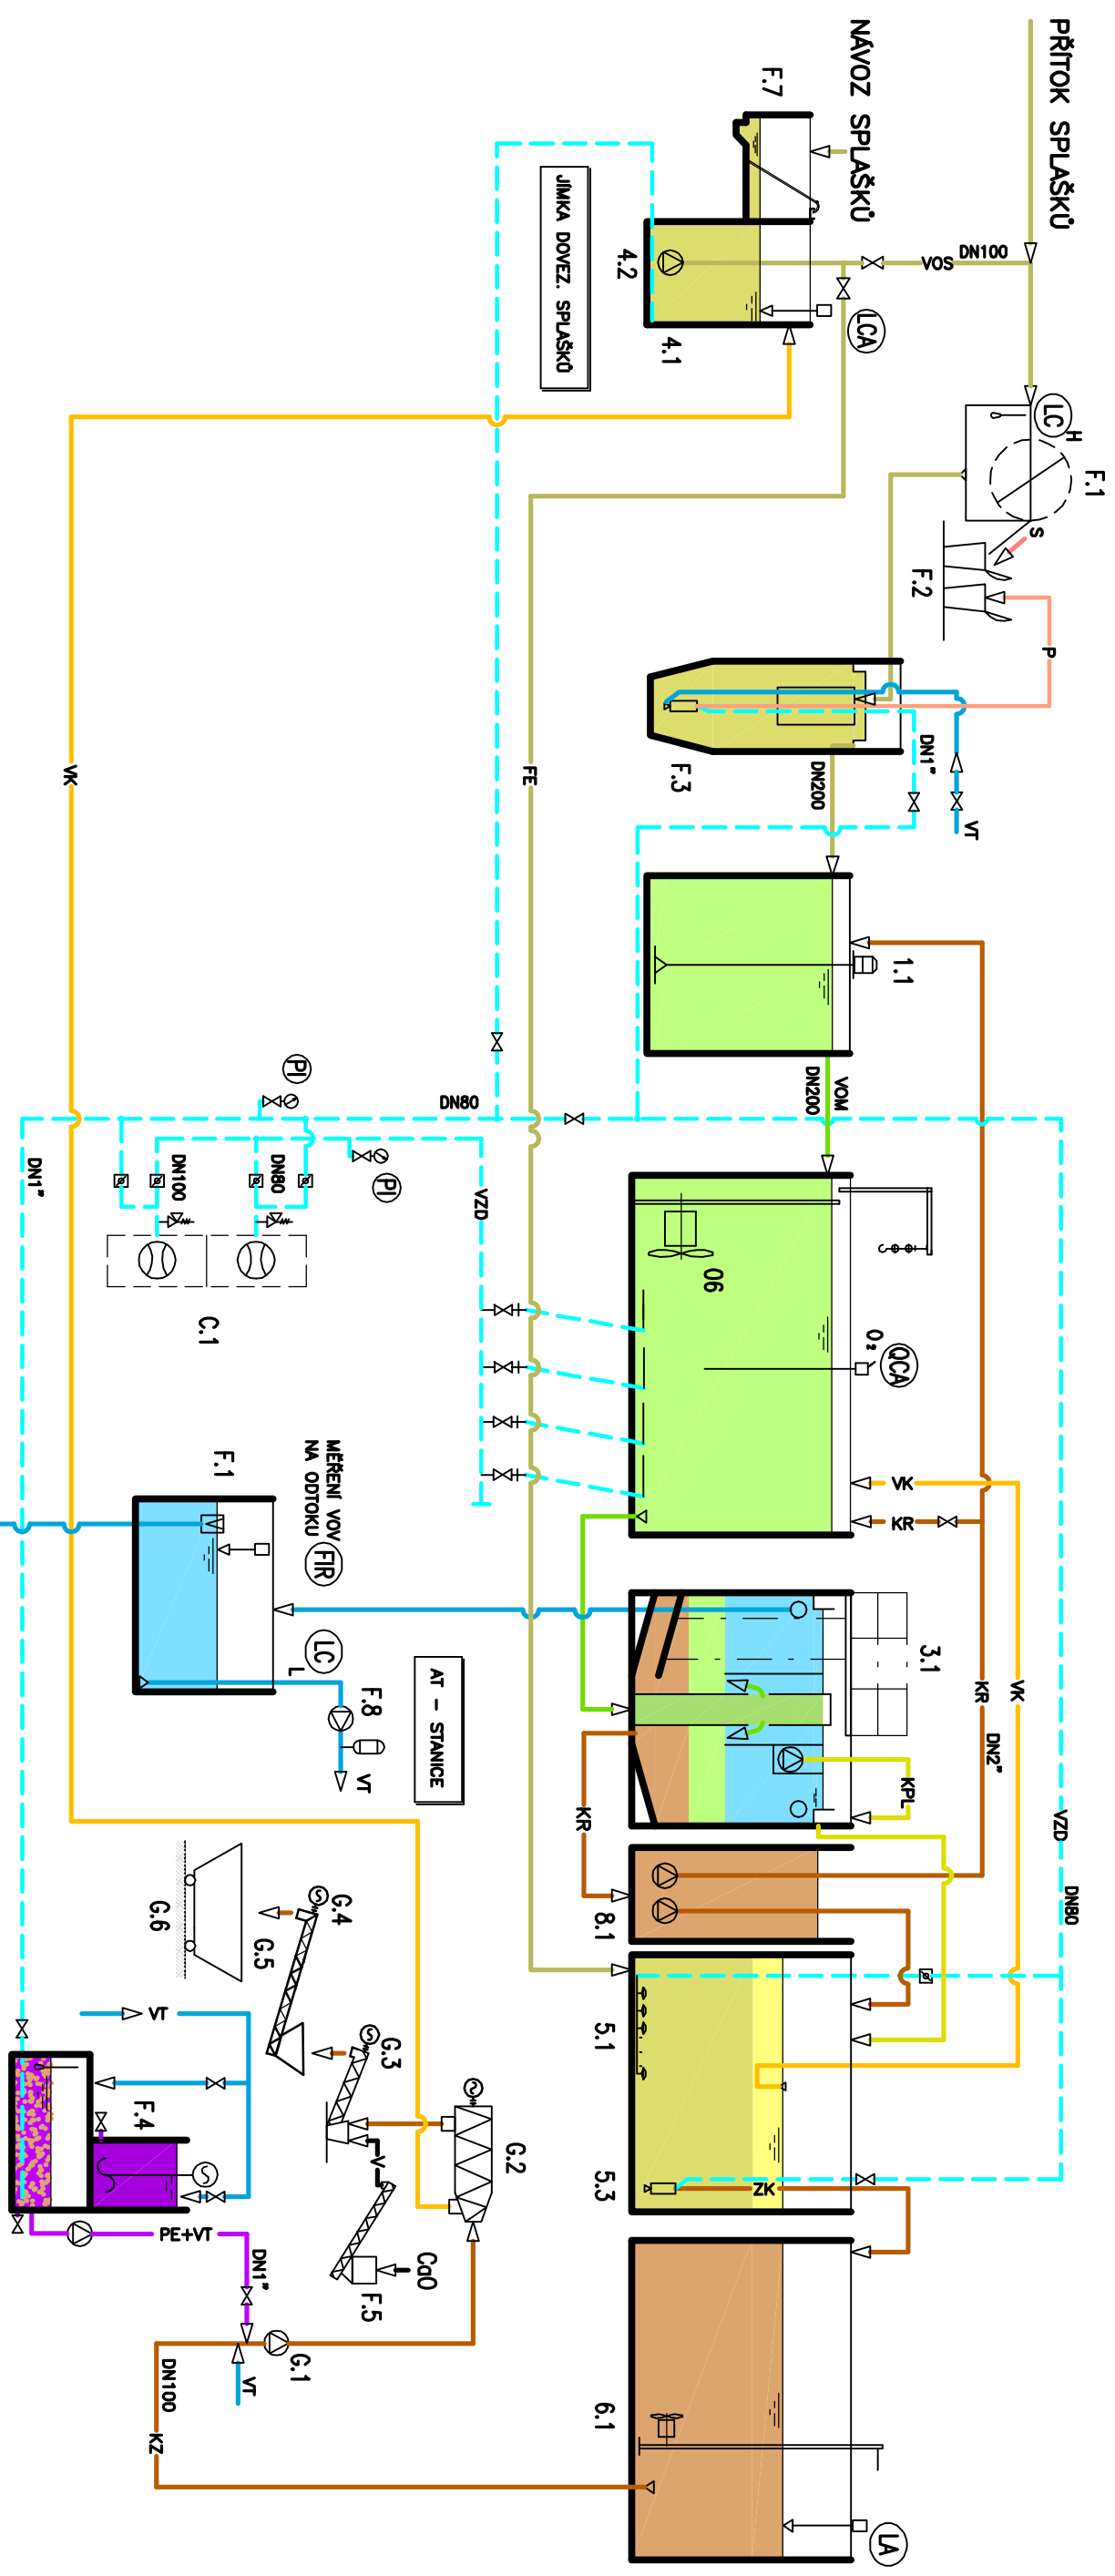 PŘÍTOK SPLAŠKŮ
NÁVOZ SPLAŠKŮ
F.7
DN100
VOS
LCA
4.2
4.1
JÍMKA DOVEZ. SPLAŠKŮ
LC
H
F.1
S
F.2
P
F.3
DN1"
DN200
VT
VK
FE
1.1
VOM
DN200
PI
DN80
DN1"
DN100
DN80
PI
VZD
C.1
O6
O₂
QCA
VK
KR
MĚŘENÍ VOV
NA ODTOKU
FIR
F.1
LC
L
F.8
VT
AT - STANICE
3.1
KPL
KR
KR
DN2"
VK
VZD
DN80
8.1
5.1
5.3
ZK
6.1
LA
G.6
G.5
G.4
G.3
G.2
VT
F.4
V
CaO
F.5
PE+VT
DN1"
G.1
VT
DN100
KZ